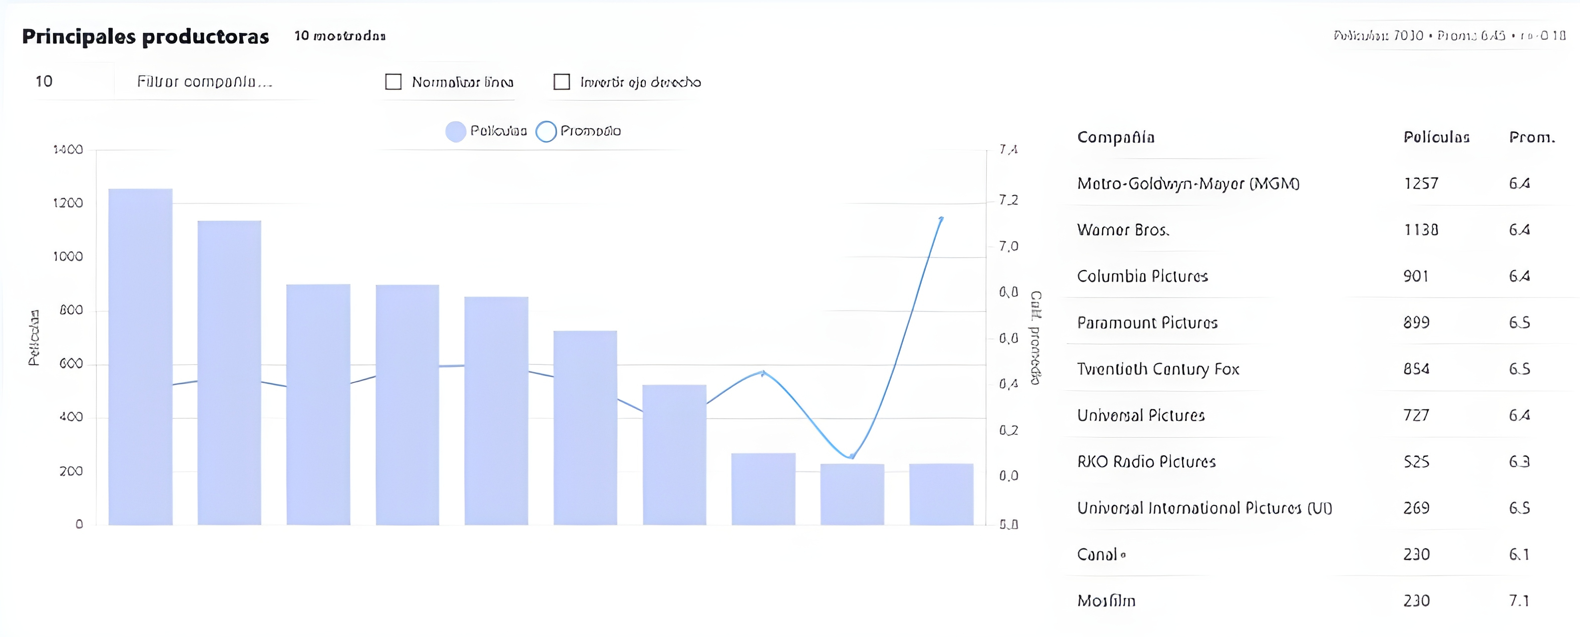 Principales productoras 10 mostradas
Películas: 7030 • Prom.: 6.45 •
10 Filtrar compañía...
Normalizar línea
Invertir eje derecho
Películas Promedio
1400
1200
1000
800
600
400
200
0
Películas
7,4
7,2
7,0
6,8
6,6
6,4
6,2
6,0
5,8
Calif. promedio
Compañía Películas Prom.
Metro-Goldwyn-Mayer (MGM) 1257 6.4
Warner Bros. 1138 6.4
Columbia Pictures 901 6.4
Paramount Pictures 899 6.5
Twentieth Century Fox 854 6.5
Universal Pictures 727 6.4
RKO Radio Pictures 525 6.3
Universal International Pictures (UI) 269 6.5
Canal+ 230 6.1
Mosfilm 230 7.1